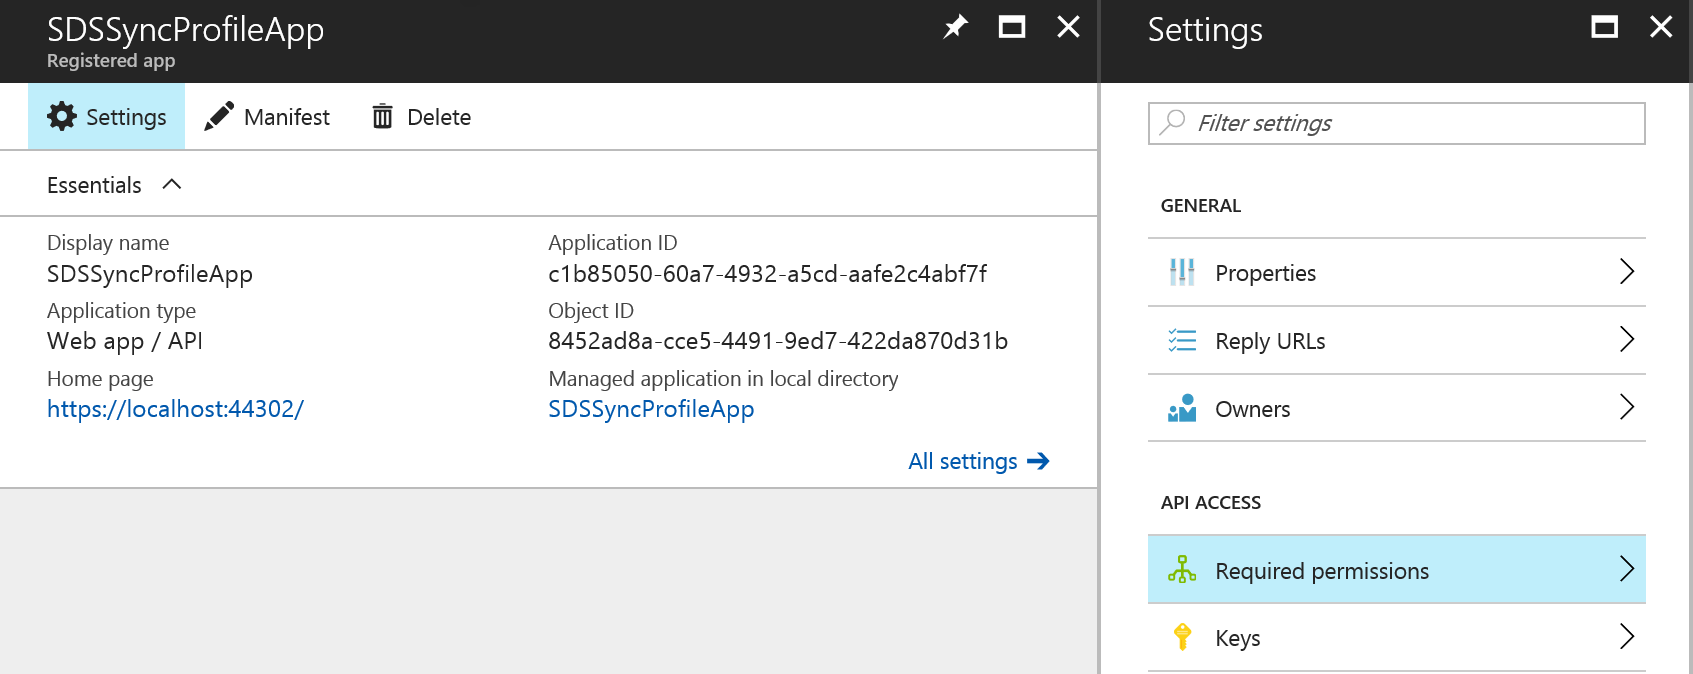 SDSSyncProfileApp
Registered app
Settings
Manifest
Delete
Essentials
Display name
SDSSyncProfileApp
Application type
Web app / API
Home page
https://localhost:44302/
Application ID
c1b85050-60a7-4932-a5cd-aafe2c4abf7f
Object ID
8452ad8a-cce5-4491-9ed7-422da870d31b
Managed application in local directory
SDSSyncProfileApp
All settings
Settings
Filter settings
GENERAL
Properties
Reply URLs
Owners
API ACCESS
Required permissions
Keys